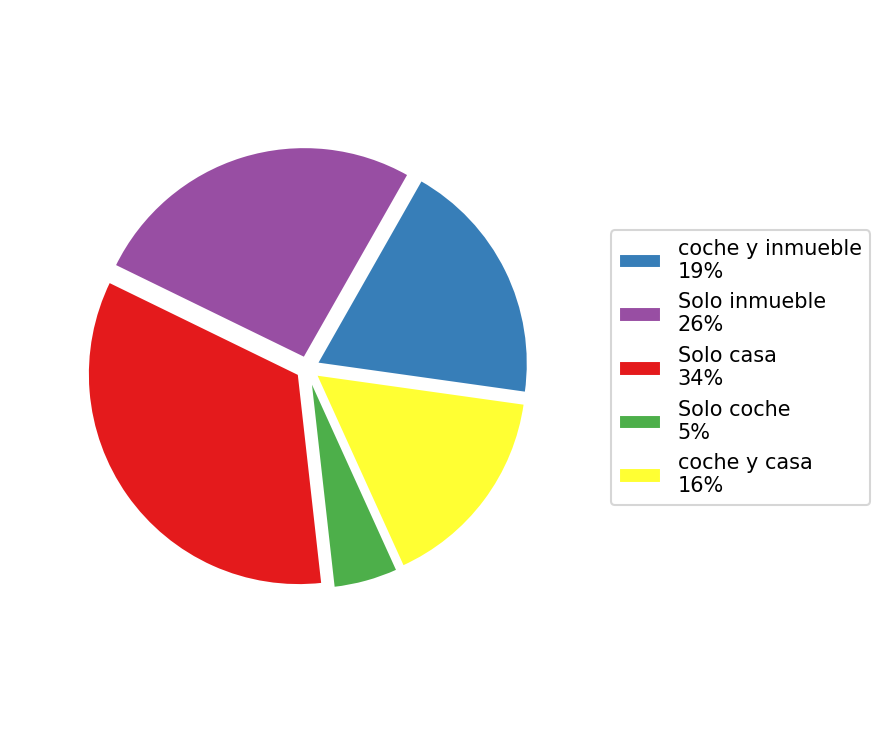 coche y inmueble
19%
Solo inmueble
26%
Solo casa
34%
Solo coche
5%
coche y casa
16%